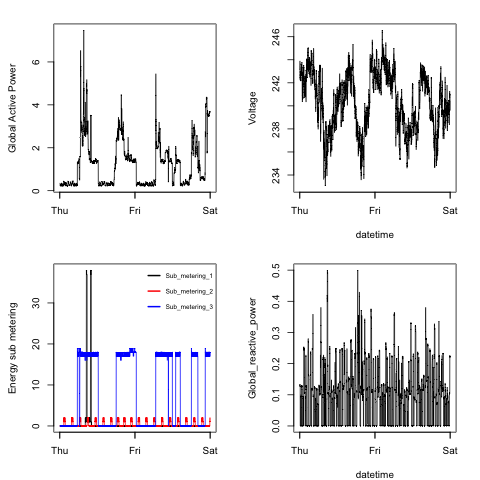 Global Active Power
6
4
2
0
Thu Fri Sat
Voltage
246
242
238
234
Thu Fri Sat
datetime
Energy sub metering
30
20
10
0
Sub_metering_1
Sub_metering_2
Sub_metering_3
Thu Fri Sat
Global_reactive_power
0.5
0.4
0.3
0.2
0.1
0.0
Thu Fri Sat
datetime